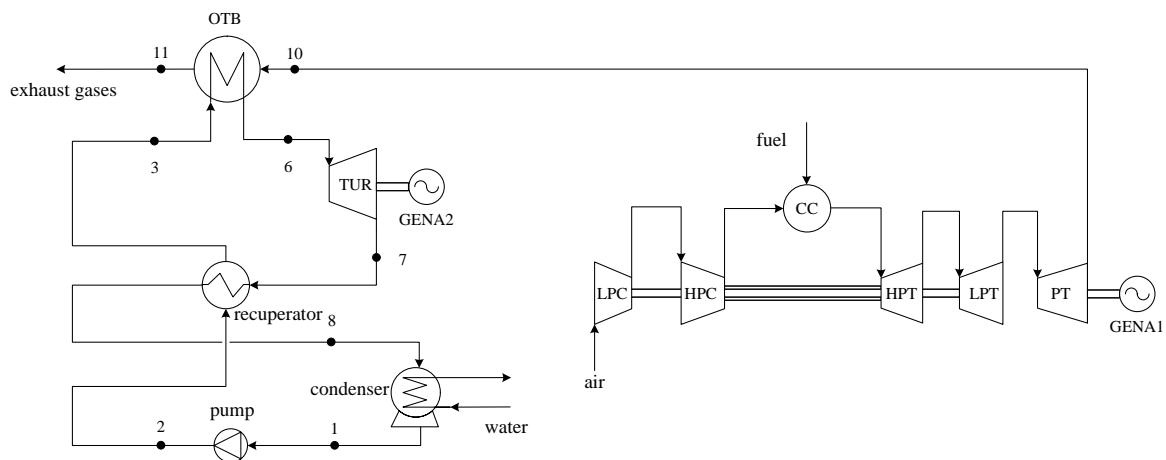 OTB
11
10
exhaust gases
fuel
3
6
TUR
CC
GENA2
7
LPC
HPC
HPT
LPT
PT
recuperator
8
GENA1
air
condenser
pump
water
2
1